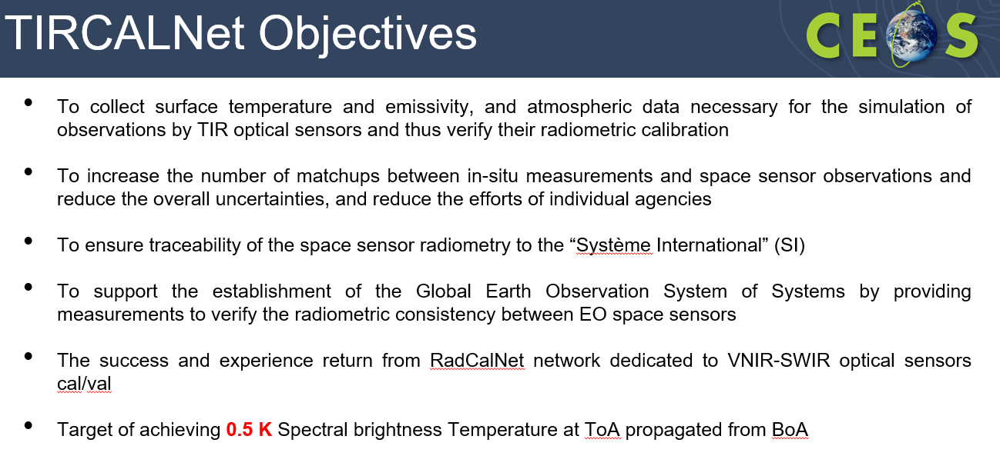 TIRCALNet Objectives
CEOS
• To collect surface temperature and emissivity, and atmospheric data necessary for the simulation of
observations by TIR optical sensors and thus verify their radiometric calibration
• To increase the number of matchups between in-situ measurements and space sensor observations and
reduce the overall uncertainties, and reduce the efforts of individual agencies
• To ensure traceability of the space sensor radiometry to the “Système International” (SI)
• To support the establishment of the Global Earth Observation System of Systems by providing
measurements to verify the radiometric consistency between EO space sensors
• The success and experience return from RadCalNet network dedicated to VNIR-SWIR optical sensors
cal/val
• Target of achieving 0.5 K Spectral brightness Temperature at ToA propagated from BoA